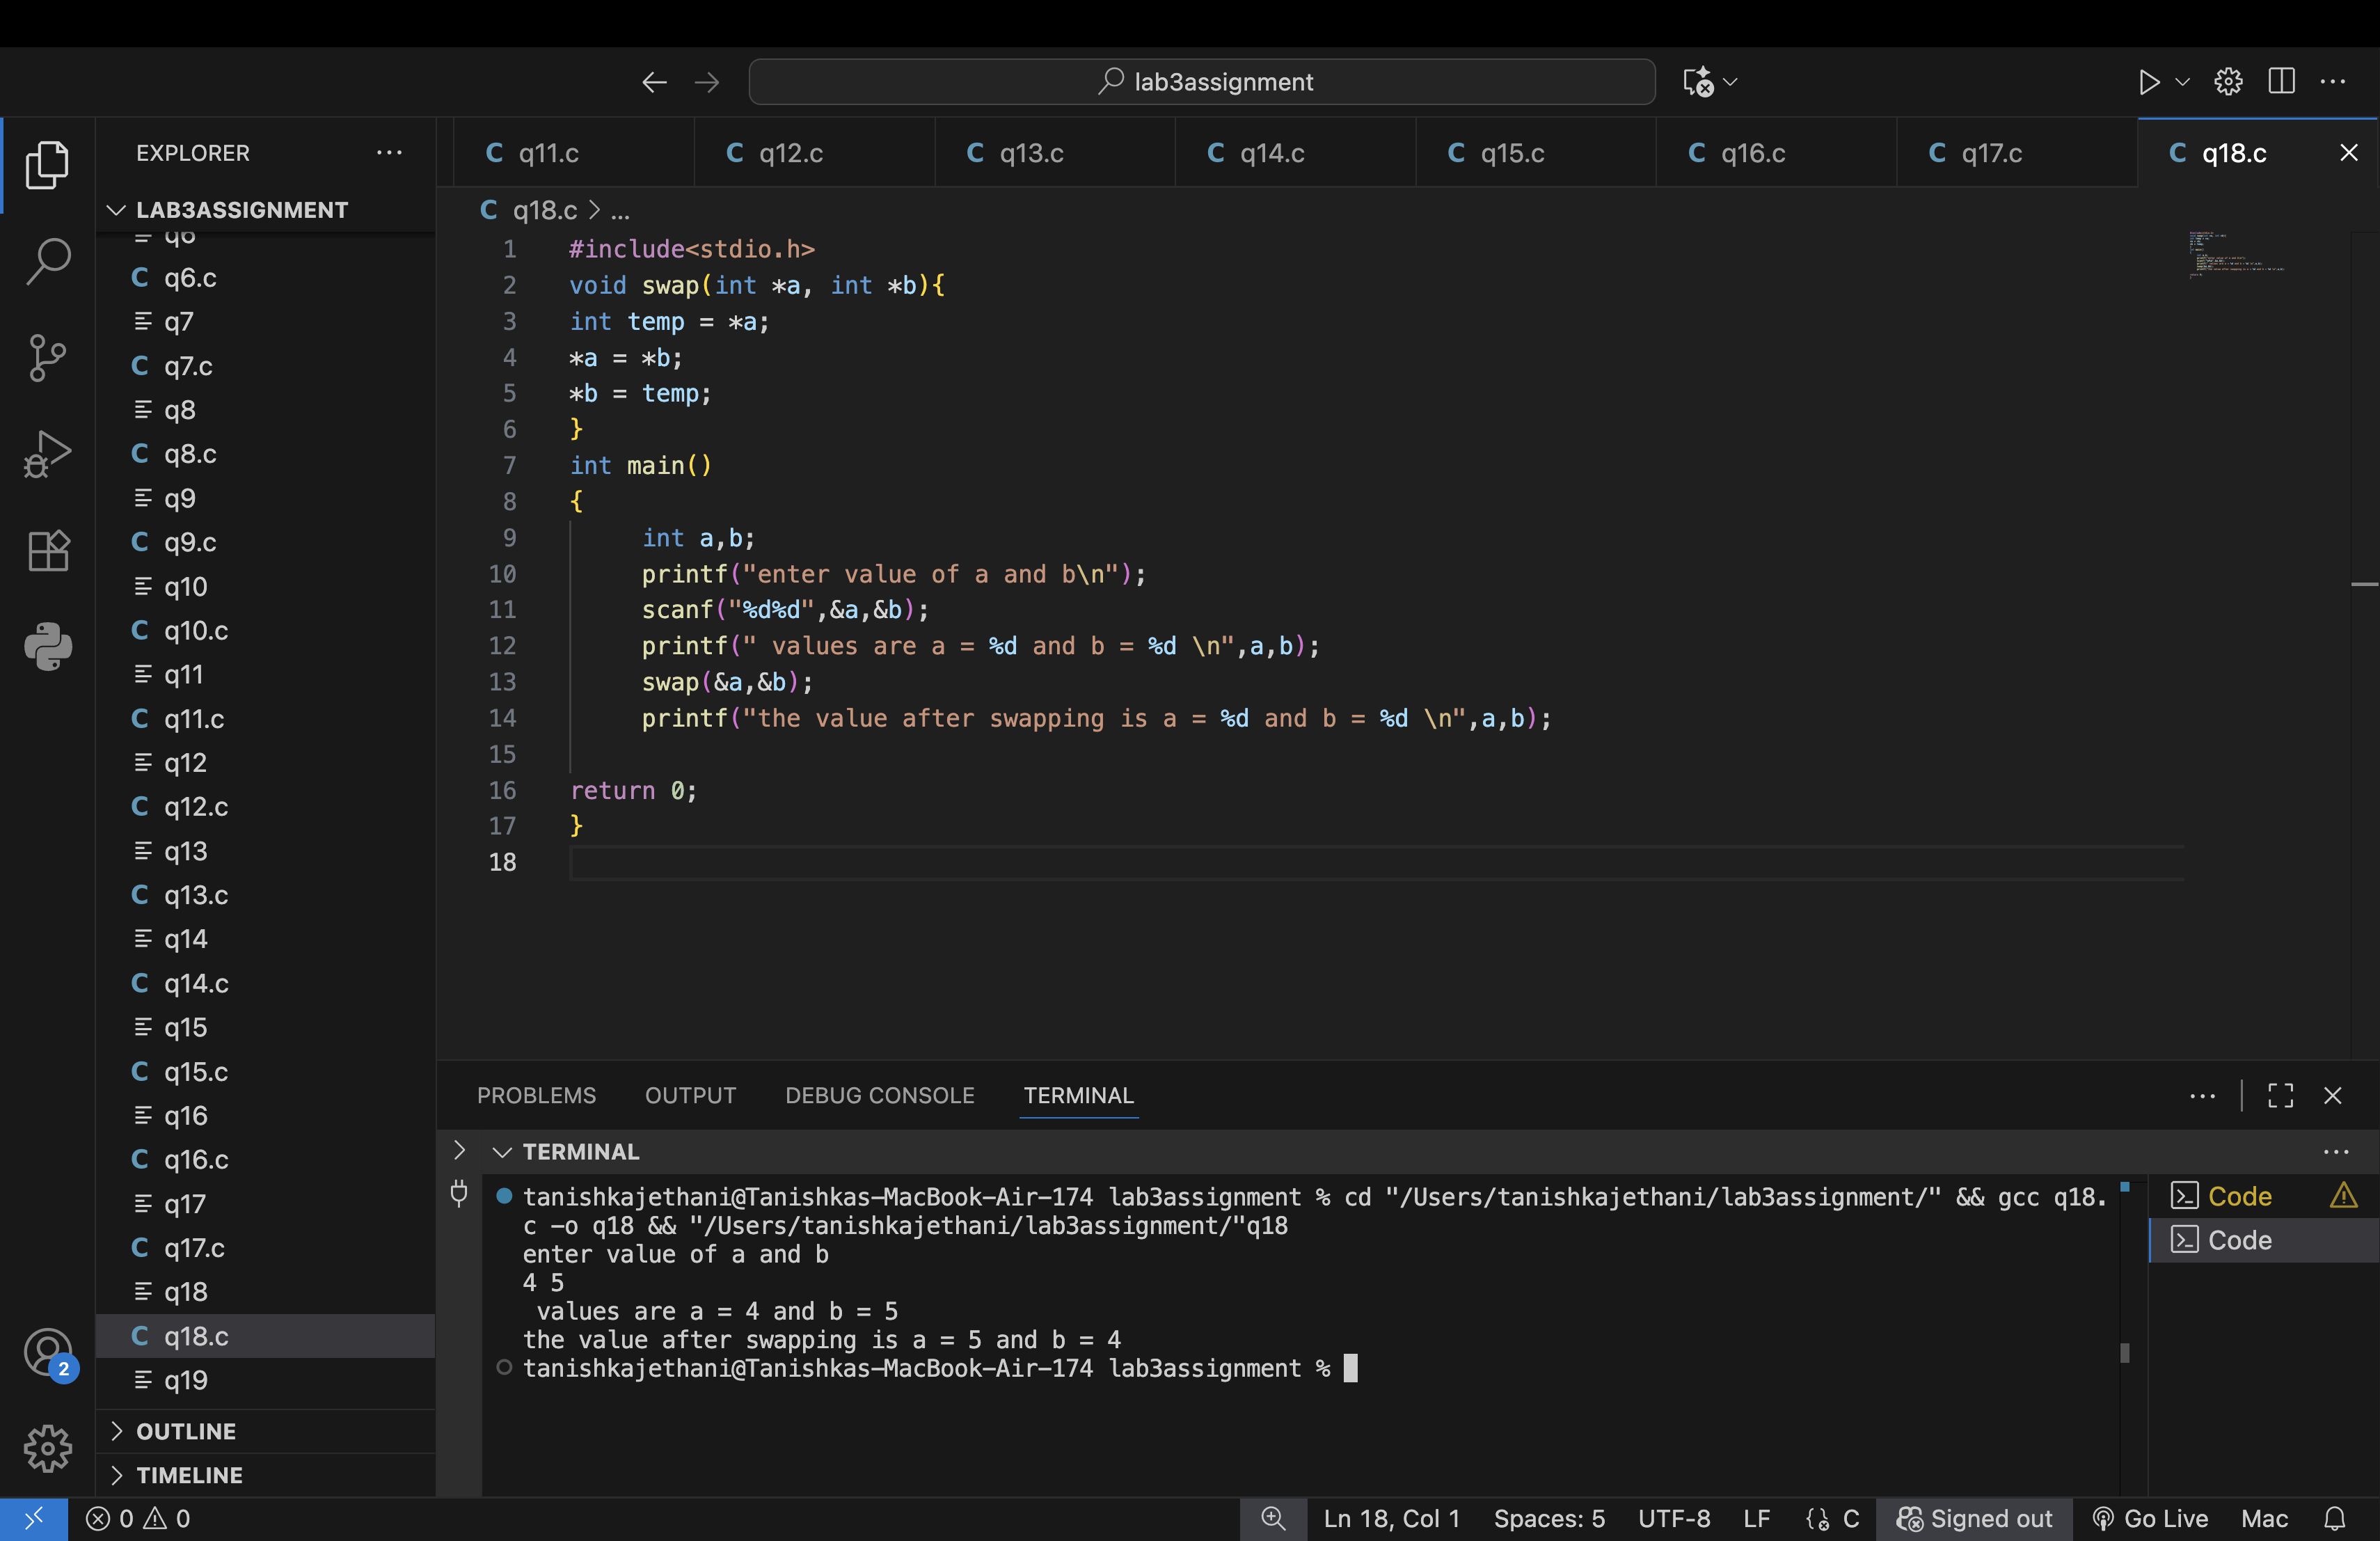 lab3assignment
EXPLORER
LAB3ASSIGNMENT
q6
q6.c
q7
q7.c
q8
q8.c
q9
q9.c
q10
q10.c
q11
q11.c
q12
q12.c
q13
q13.c
q14
q14.c
q15
q15.c
q16
q16.c
q17
q17.c
q18
q18.c
q19
OUTLINE
TIMELINE
2
C q11.c C q12.c C q13.c C q14.c C q15.c C q16.c C q17.c C q18.c
C q18.c > ...
1 #include<stdio.h>
2 void swap(int *a, int *b){
3 int temp = *a;
4 *a = *b;
5 *b = temp;
6 }
7 int main()
8 {
9 int a,b;
10 printf("enter value of a and b\n");
11 scanf("%d%d",&a,&b);
12 printf(" values are a = %d and b = %d \n",a,b);
13 swap(&a,&b);
14 printf("the value after swapping is a = %d and b = %d \n",a,b);
15
16 return 0;
17 }
18
PROBLEMS OUTPUT DEBUG CONSOLE TERMINAL
TERMINAL
tanishkajethani@Tanishkas-MacBook-Air-174 lab3assignment % cd "/Users/tanishkajethani/lab3assignment/" && gcc q18.
c -o q18 && "/Users/tanishkajethani/lab3assignment/"q18
enter value of a and b
4 5
 values are a = 4 and b = 5
the value after swapping is a = 5 and b = 4
tanishkajethani@Tanishkas-MacBook-Air-174 lab3assignment %
Code
Code
0 0 Ln 18, Col 1 Spaces: 5 UTF-8 LF C Signed out Go Live Mac